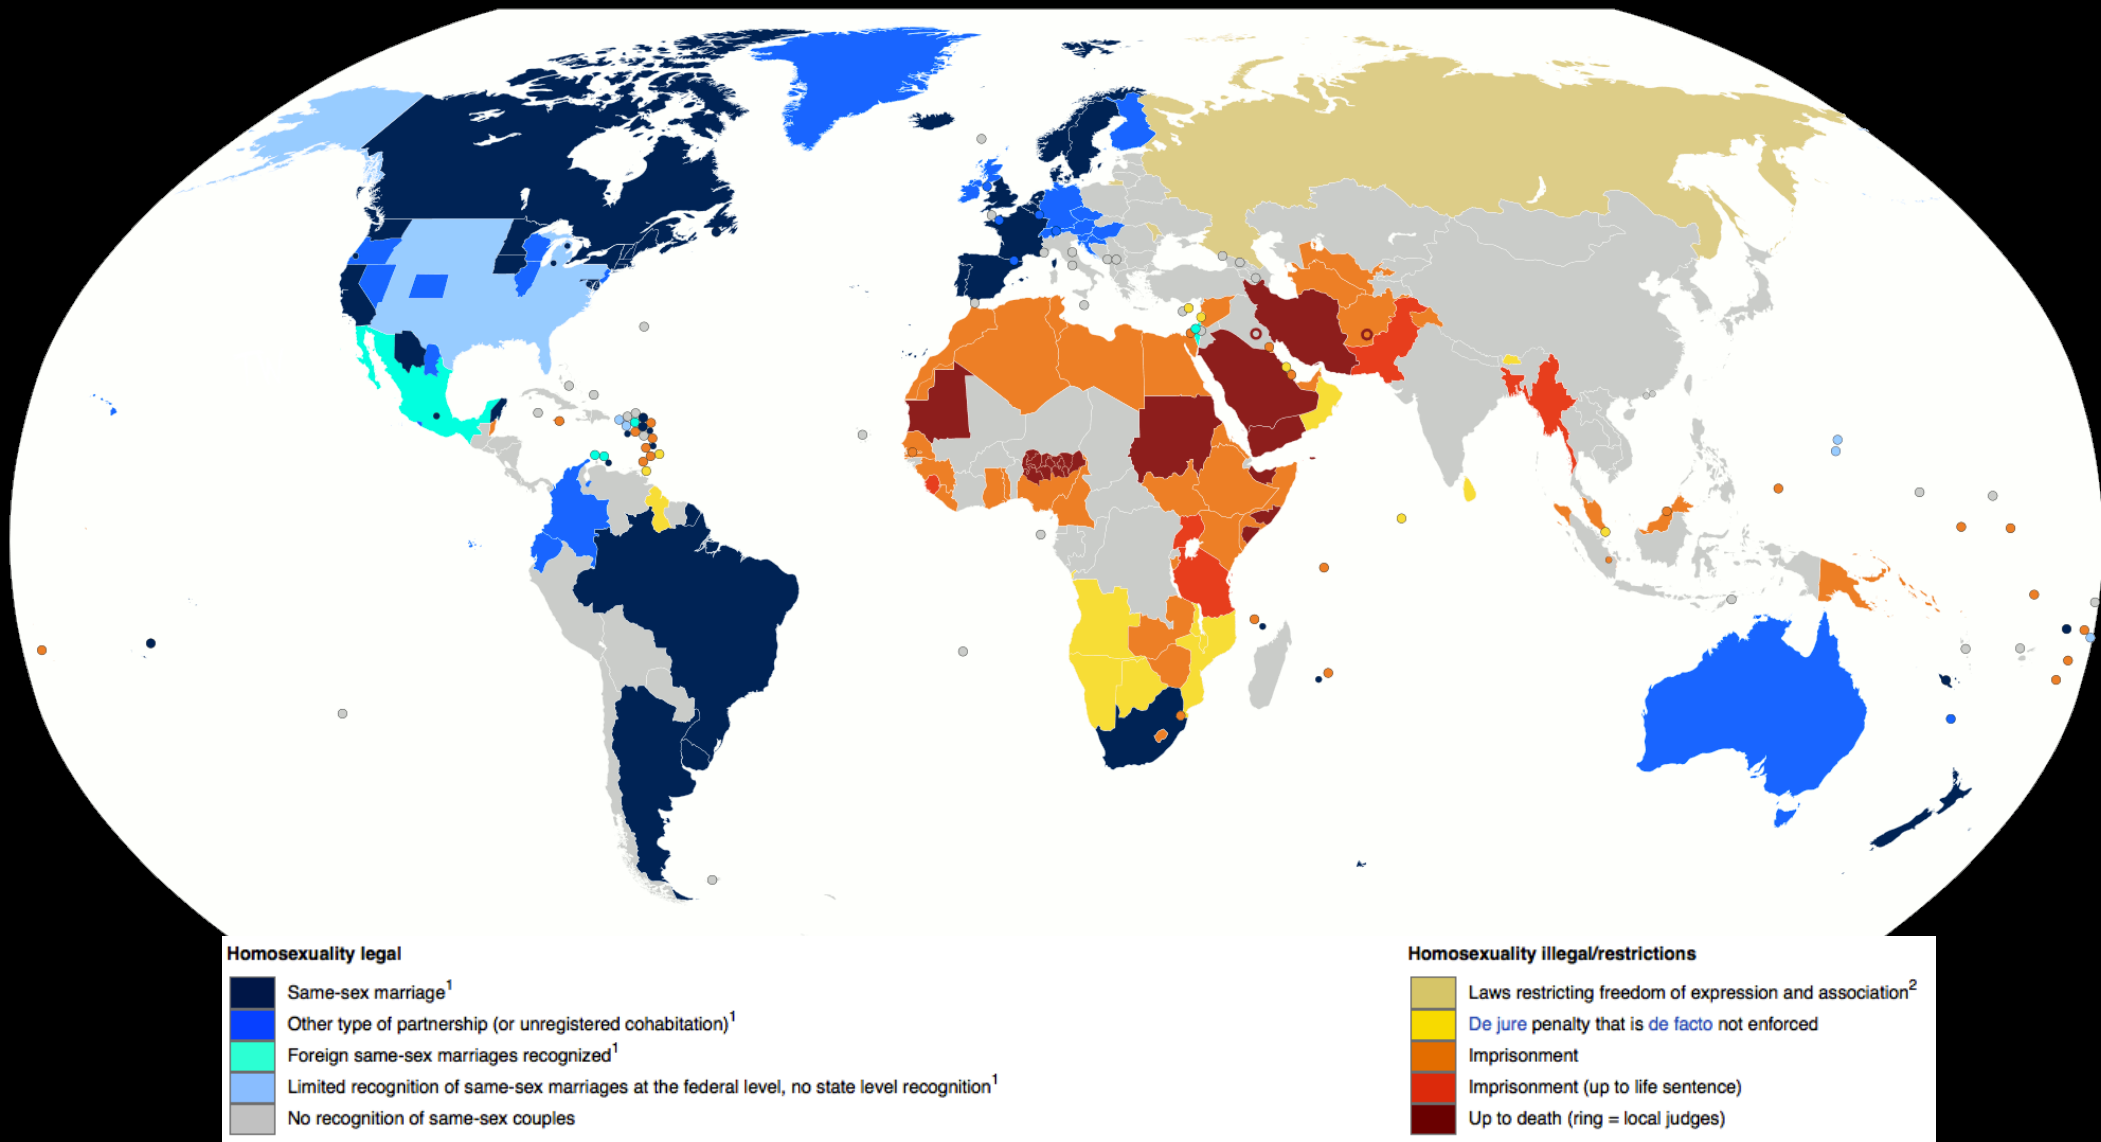 Homosexuality legal
Same-sex marriage1
Other type of partnership (or unregistered cohabitation)1
Foreign same-sex marriages recognized1
Limited recognition of same-sex marriages at the federal level, no state level recognition1
No recognition of same-sex couples
Homosexuality illegal/restrictions
Laws restricting freedom of expression and association2
De jure penalty that is de facto not enforced
Imprisonment
Imprisonment (up to life sentence)
Up to death (ring = local judges)